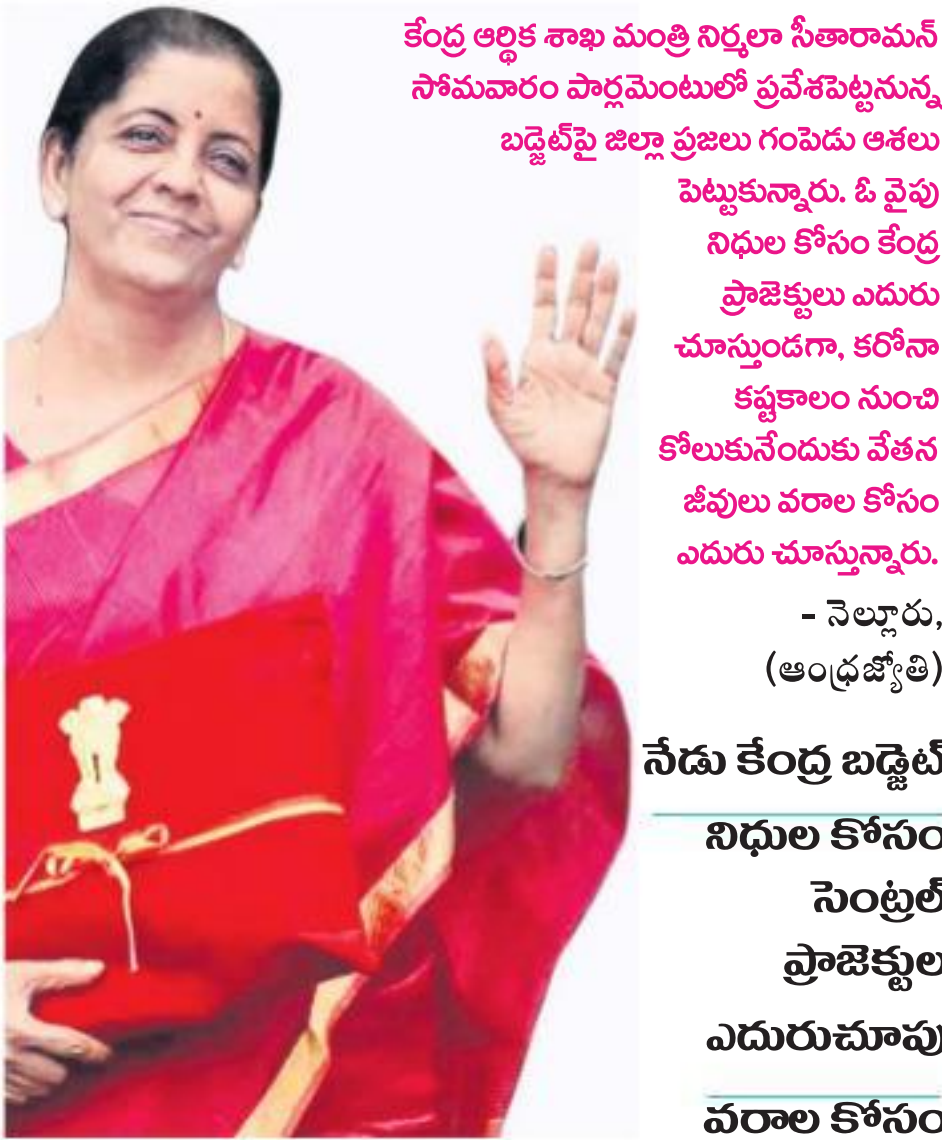 కేంద్ర ఆర్థిక శాఖ మంత్రి నిర్మలా సీతారామన్
సోమవారం పార్లమెంటులో ప్రవేశపెట్టనున్న
బడ్జెట్‌పై జిల్లా ప్రజలు గంపెడు ఆశలు
పెట్టుకున్నారు. ఓ వైపు
నిధుల కోసం కేంద్ర
ప్రాజెక్టులు ఎదురు
చూస్తుండగా, కరోనా
కష్టకాలం నుంచి
కోలుకునేందుకు వేతన
జీవులు వరాల కోసం
ఎదురు చూస్తున్నారు.
- నెల్లూరు,
(ఆంధ్రజ్యోతి)
నేడు కేంద్ర బడ్జెట్
నిధుల కోసం
సెంట్రల్
ప్రాజెక్టుల
ఎదురుచూపు
వరాల కోసం